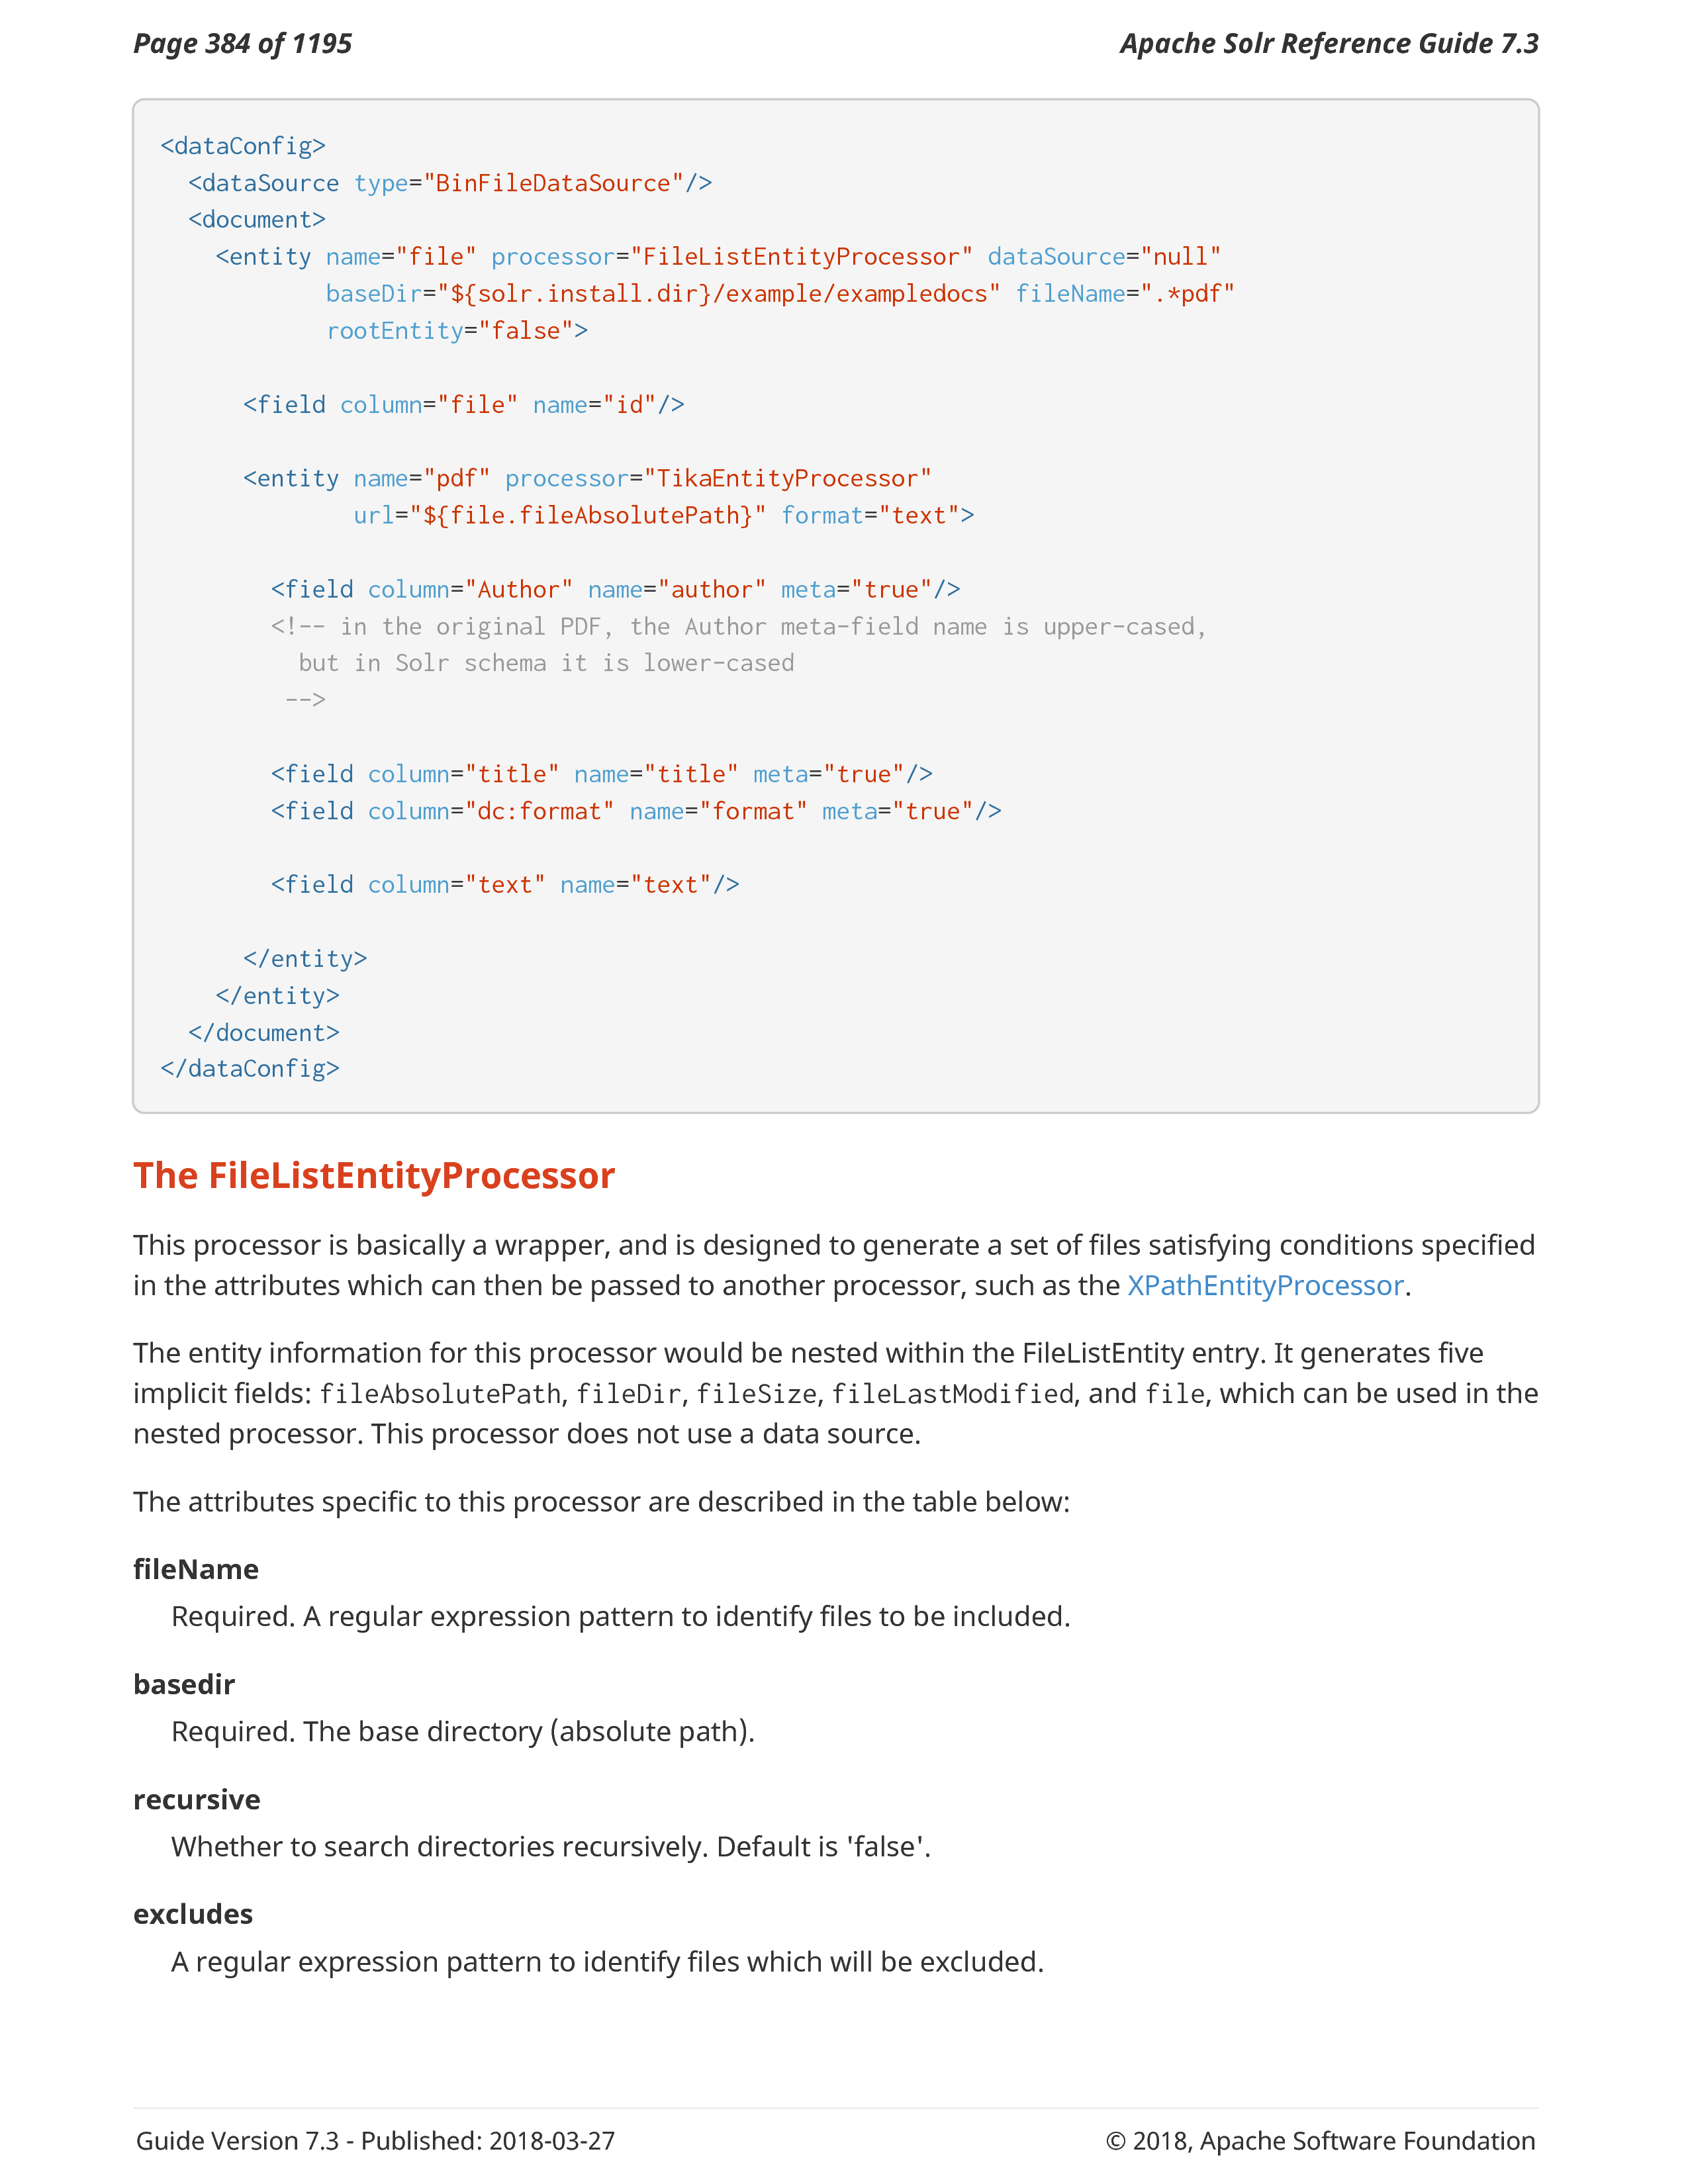 Page 384 of 1195
Apache Solr Reference Guide 7.3
<dataConfig>
  <dataSource type="BinFileDataSource"/>
  <document>
    <entity name="file" processor="FileListEntityProcessor" dataSource="null"
            baseDir="${solr.install.dir}/example/exampledocs" fileName=".*pdf"
            rootEntity="false">
      <field column="file" name="id"/>
      <entity name="pdf" processor="TikaEntityProcessor"
              url="${file.fileAbsolutePath}" format="text">
        <field column="Author" name="author" meta="true"/>
        <!-- in the original PDF, the Author meta-field name is upper-cased,
          but in Solr schema it is lower-cased
         -->
        <field column="title" name="title" meta="true"/>
        <field column="dc:format" name="format" meta="true"/>
        <field column="text" name="text"/>
      </entity>
    </entity>
  </document>
</dataConfig>
The FileListEntityProcessor
This processor is basically a wrapper, and is designed to generate a set of files satisfying conditions specified
in the attributes which can then be passed to another processor, such as the XPathEntityProcessor.
The entity information for this processor would be nested within the FileListEntity entry. It generates five
implicit fields: fileAbsolutePath, fileDir, fileSize, fileLastModified, and file, which can be used in the
nested processor. This processor does not use a data source.
The attributes specific to this processor are described in the table below:
fileName
Required. A regular expression pattern to identify files to be included.
basedir
Required. The base directory (absolute path).
recursive
Whether to search directories recursively. Default is 'false'.
excludes
A regular expression pattern to identify files which will be excluded.
Guide Version 7.3 - Published: 2018-03-27
© 2018, Apache Software Foundation